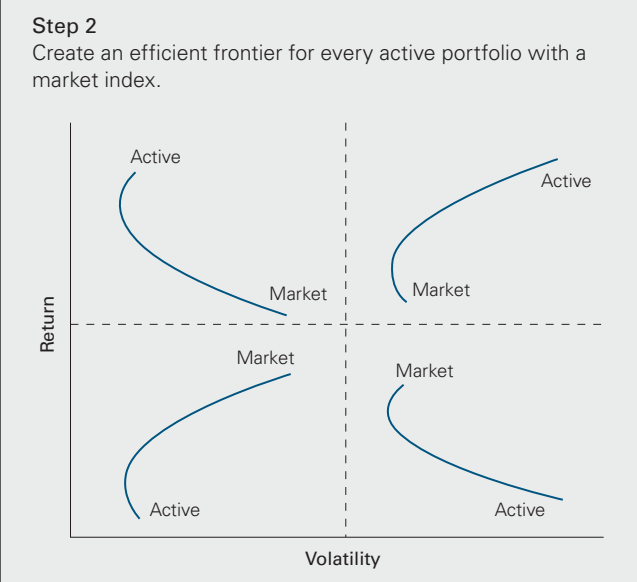 Step 2
Create an efficient frontier for every active portfolio with a
market index.
Active
Active
Market
Market
Return
Market
Market
Active
Active
Volatility